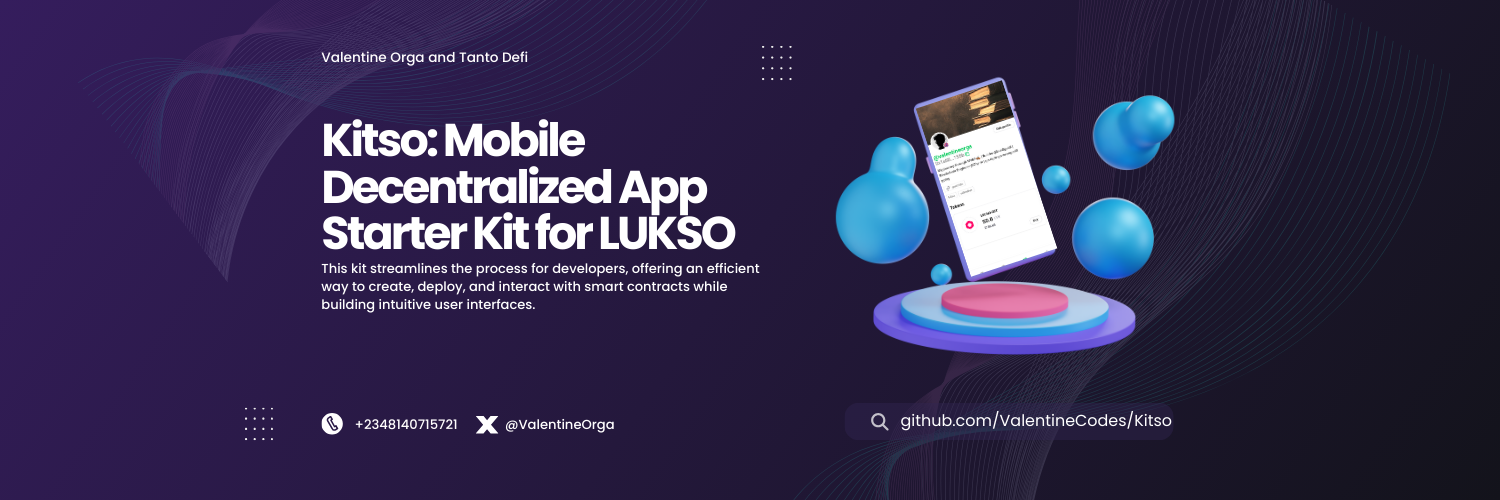 Valentine Orga and Tanto Defi
Kitso: Mobile
Decentralized App
Starter Kit for LUKSO
This kit streamlines the process for developers, offering an efficient
way to create, deploy, and interact with smart contracts while
building intuitive user interfaces.
@valentineorga
Tokens
+2348140715721
@ValentineOrga
github.com/ValentineCodes/Kitso